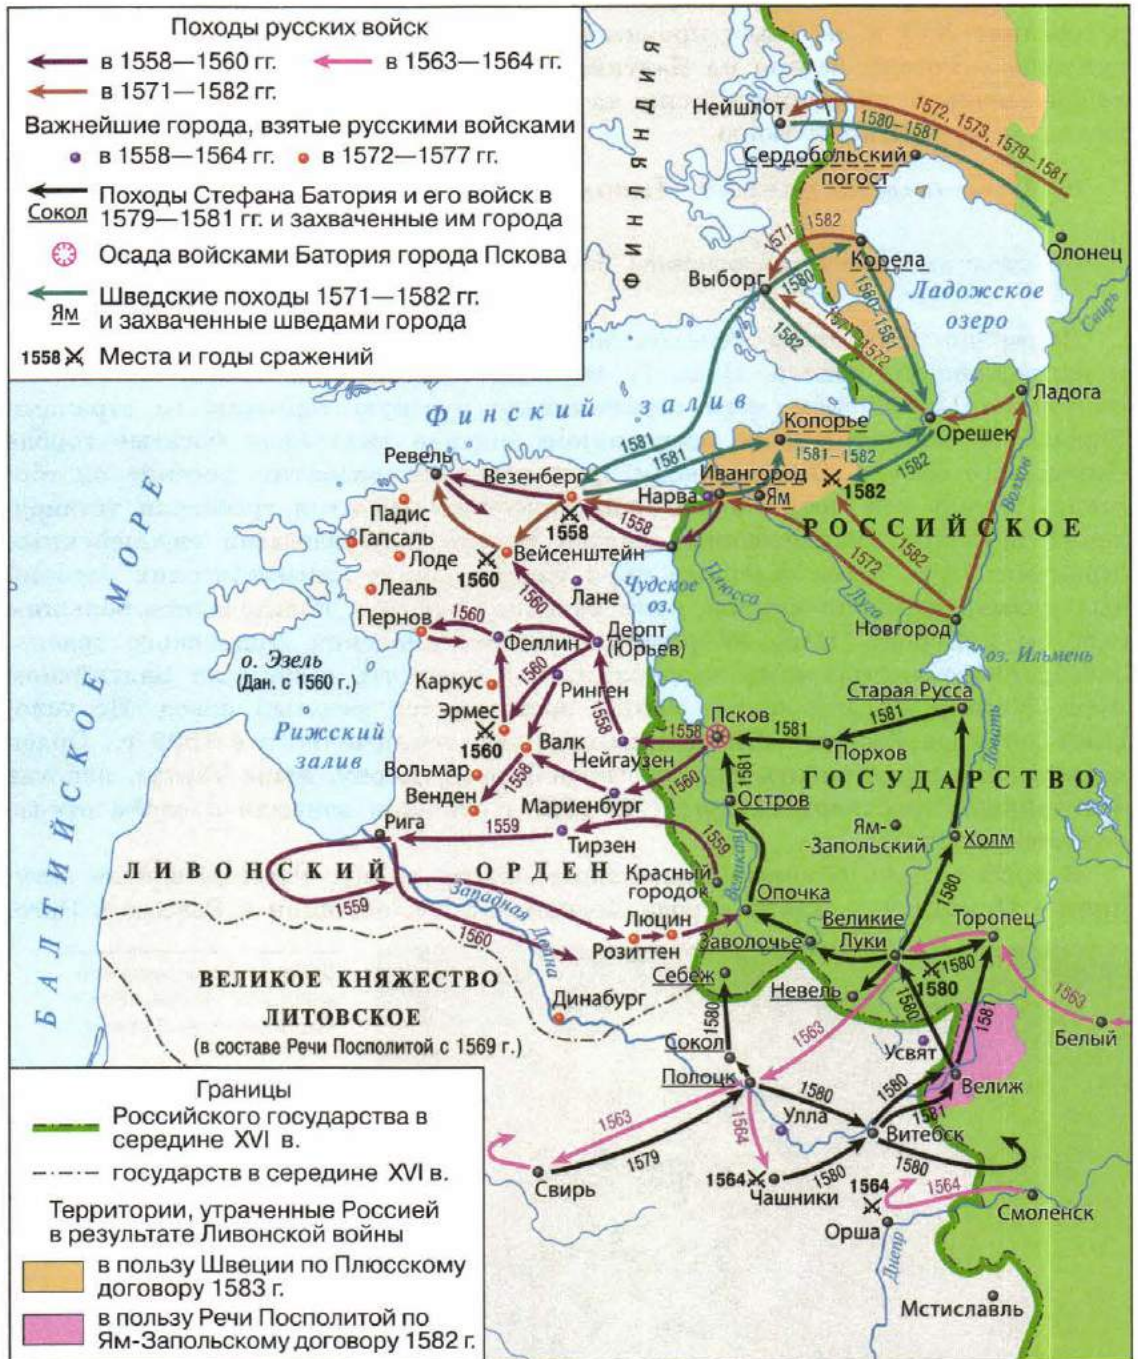 Походы русских войск
в 1558—1560 гг.
в 1563—1564 гг.
в 1571—1582 гг.
Важнейшие города, взятые русскими войсками
в 1558—1564 гг.
в 1572—1577 гг.
Походы Стефана Батория и его войск в
Сокол
1579—1581 гг. и захваченные им города
Осада войсками Батория города Пскова
Шведские походы 1571—1582 гг.
Ям
и захваченные шведами города
1558
Места и годы сражений
ФИНЛЯНДИЯ
Нейшлот
1572, 1573, 1579-1581
1580-1581
Сердобольский
погост
Олонец
1571-1582
Корела
Выборг
1580
1580-1581
Ладожское
озеро
Свирь
1571-1572
1582
Ладога
Финский залив
Копорье
Орешек
1581
1581
1581-1582
1582
Ревель
Везенберг
Ивангород
Нарва
Ям
1582
Волхов
Падис
1558
1558
РОССИЙСКОЕ
Гапсаль
Лоде
1560
Вейсенштейн
Чудское
оз.
Плюсса
1582
1572
Луга
Леаль
Лане
1560
Пернов
1560
Феллин
Дерпт
(Юрьев)
Новгород
оз. Ильмень
о. Эзель
(Дан. с 1560 г.)
Каркус
1560
Ринген
Старая Русса
БАЛТИЙСКОЕ МОРЕ
Эрмес
1558
1558
Псков
1581
1581
Ловать
Рижский
залив
1560
Валк
Нейгаузен
Порхов
Вольмар
1558
1560
1581
ГОСУДАРСТВО
Венден
Мариенбург
Остров
Ям-
-Запольский
Холм
Рига
1559
Тирзен
1559
Великая
ЛИВОНСКИЙ ОРДЕН
Красный
городок
1580
Западная
Двина
Опочка
1559
Люцин
Великие
Луки
Торопец
1560
Розиттен
Заволочье
1580
1580
ВЕЛИКОЕ КНЯЖЕСТВО
ЛИТОВСКОЕ
(в составе Речи Посполитой с 1569 г.)
Себеж
Невель
Динабург
1580
1563
1580
1581
1563
Белый
Сокол
Усвят
Полоцк
1580
1580
Велиж
1563
1564
Улла
1581
Витебск
1579
1580
1580
Свирь
1564
Чашники
1564
1564
Орша
Смоленск
Днепр
Мстиславль
Границы
Российского государства в
середине XVI в.
государств в середине XVI в.
Территории, утраченные Россией
в результате Ливонской войны
в пользу Швеции по Плюсскому
договору 1583 г.
в пользу Речи Посполитой по
Ям-Запольскому договору 1582 г.